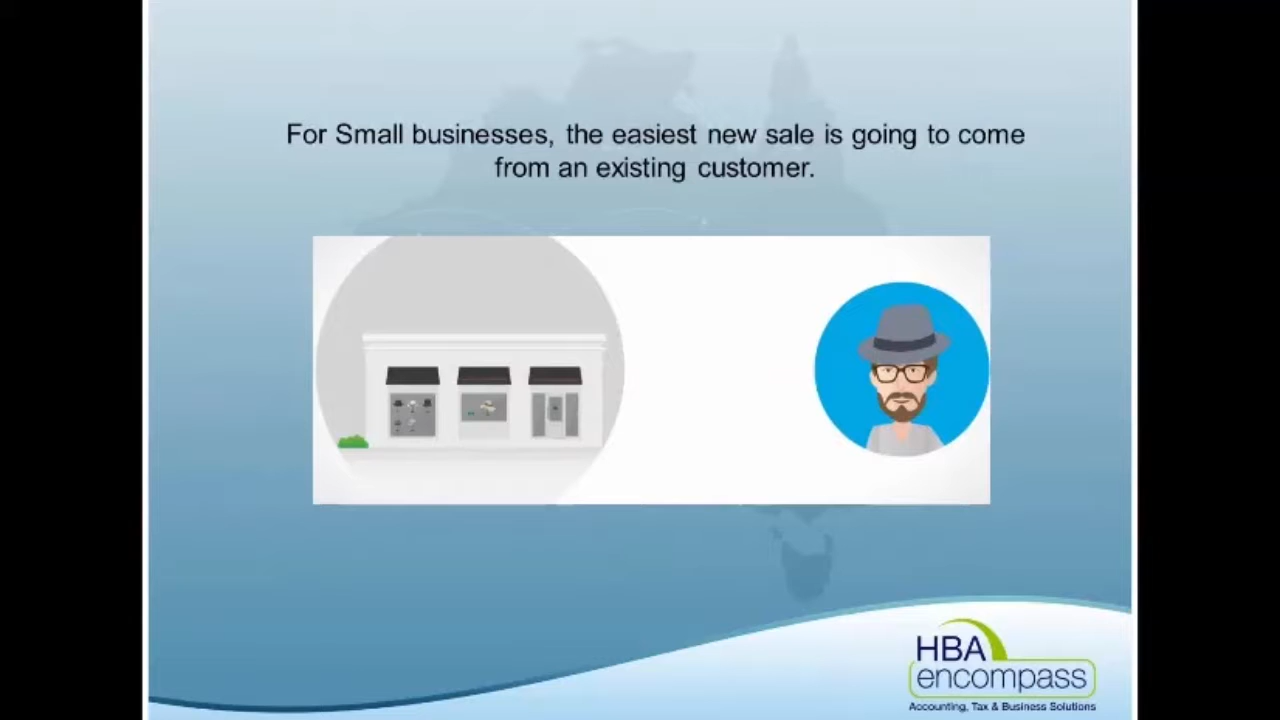 For Small businesses, the easiest new sale is going to come
from an existing customer.
HBA
encompass
Accounting, Tax & Business Solutions